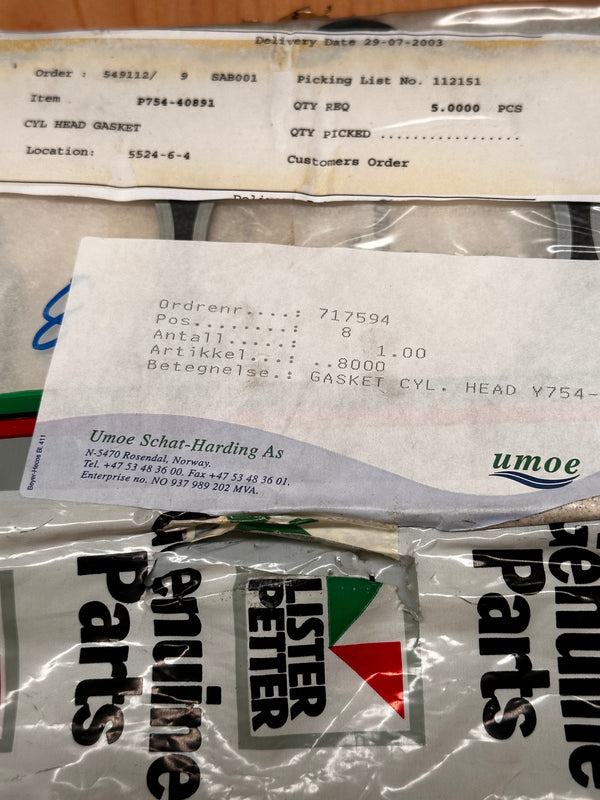 Delivery Date 29-07-2003
Order : 549112/ 9 SAB001
Picking List No. 112151
Item P754-40891
QTY REQ 5.0000 PCS
CYL HEAD GASKET
QTY PICKED ................
Location: 5524-6-4
Customers Order
Ordrenr....: 717594
Pos........: 8
Antall.....: 1.00
Artikkel...: ..8000
Betegnelse.: GASKET CYL. HEAD Y754-
Umoe Schat-Harding As
N-5470 Rosendal, Norway.
Tel. +47 53 48 36 00. Fax +47 53 48 36 01.
Enterprise no. NO 937 989 202 MVA.
umoe
Genuine
Parts
LISTER
PETTER
Genuine
Parts